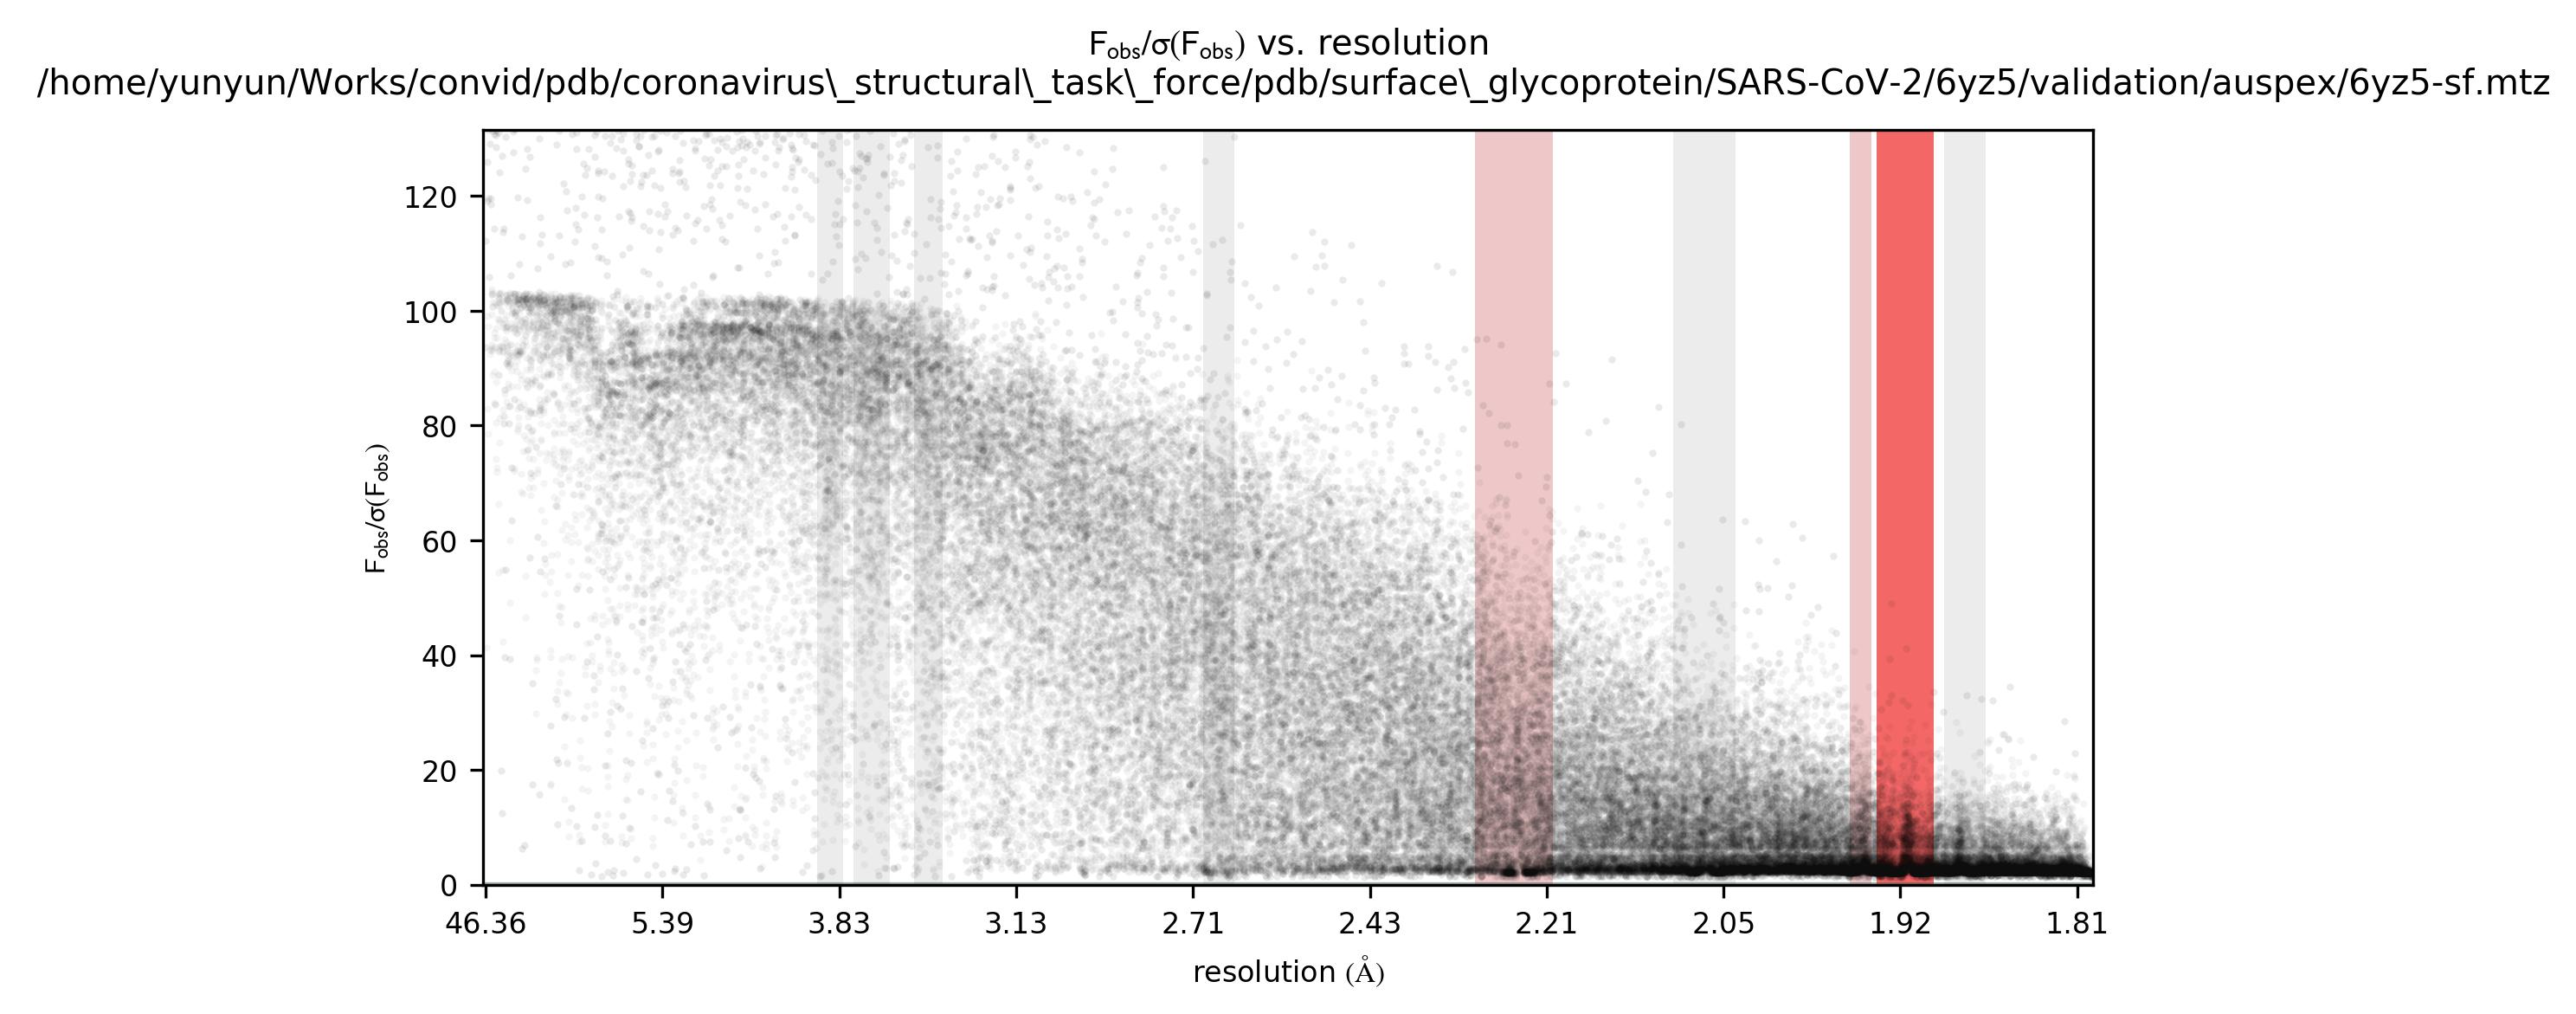 Fobs/σ(Fobs) vs. resolution
/home/yunyun/Works/convid/pdb/coronavirus\_structural\_task\_force/pdb/surface\_glycoprotein/SARS-CoV-2/6yz5/validation/auspex/6yz5-sf.mtz
120
100
80
60
40
20
0
Fobs/σ(Fobs)
46.36 5.39 3.83 3.13 2.71 2.43 2.21 2.05 1.92 1.81
resolution (Å)